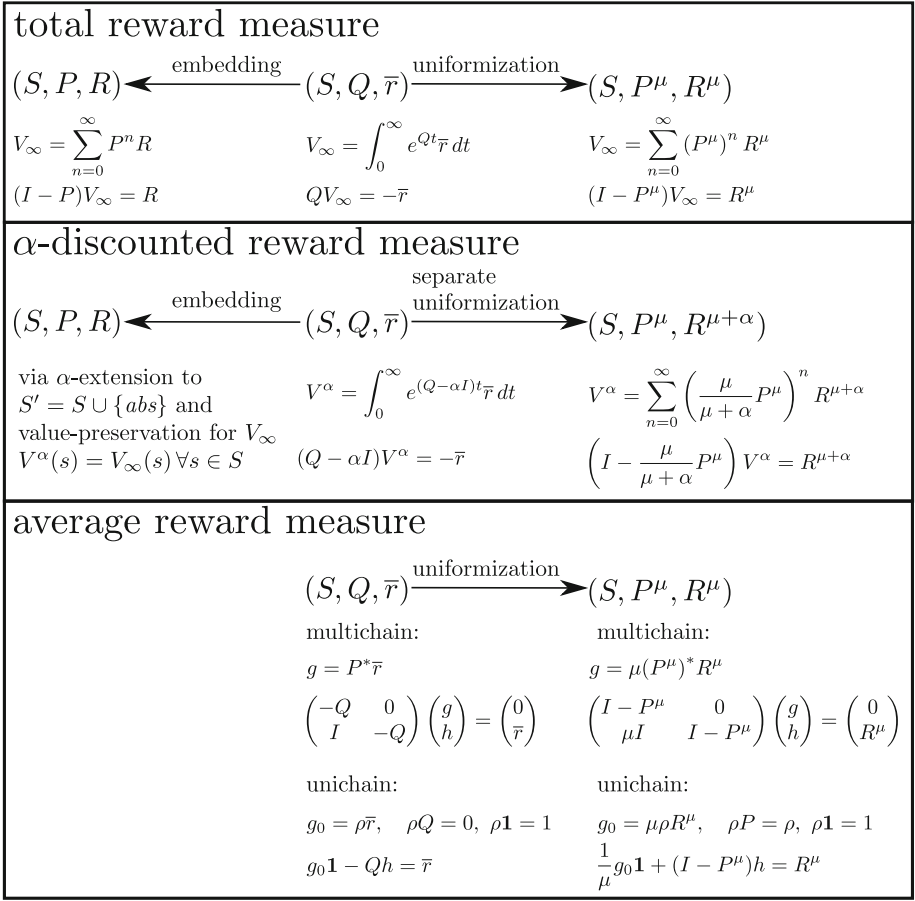 total reward measure
embedding
uniformization
(S, P, R) (S, Q, r̅) (S, P^μ, R^μ)
V_∞ = ∑_{n=0}^{∞} P^n R
V_∞ = ∫_0^∞ e^{Qt} r̅ dt
V_∞ = ∑_{n=0}^{∞} (P^μ)^n R^μ
(I − P)V_∞ = R
QV_∞ = −r̅
(I − P^μ)V_∞ = R^μ
α-discounted reward measure
embedding
separate
uniformization
(S, P, R) (S, Q, r̅) (S, P^μ, R^{μ+α})
via α-extension to
S′ = S ∪ {abs} and
value-preservation for V_∞
V^α(s) = V_∞(s) ∀s ∈ S
V^α = ∫_0^∞ e^{(Q−αI)t} r̅ dt
(Q − αI)V^α = −r̅
V^α = ∑_{n=0}^{∞} (μ/(μ + α) P^μ)^n R^{μ+α}
(I − μ/(μ + α) P^μ) V^α = R^{μ+α}
average reward measure
uniformization
(S, Q, r̅) (S, P^μ, R^μ)
multichain:
g = P* r̅
(−Q 0
I −Q) (g
h) = (0
r̅)
unichain:
g_0 = ρr̅, ρQ = 0, ρ1 = 1
g_0 1 − Qh = r̅
multichain:
g = μ(P^μ)* R^μ
(I − P^μ 0
μI I − P^μ) (g
h) = (0
R^μ)
unichain:
g_0 = μρR^μ, ρP = ρ, ρ1 = 1
1/μ g_0 1 + (I − P^μ)h = R^μ